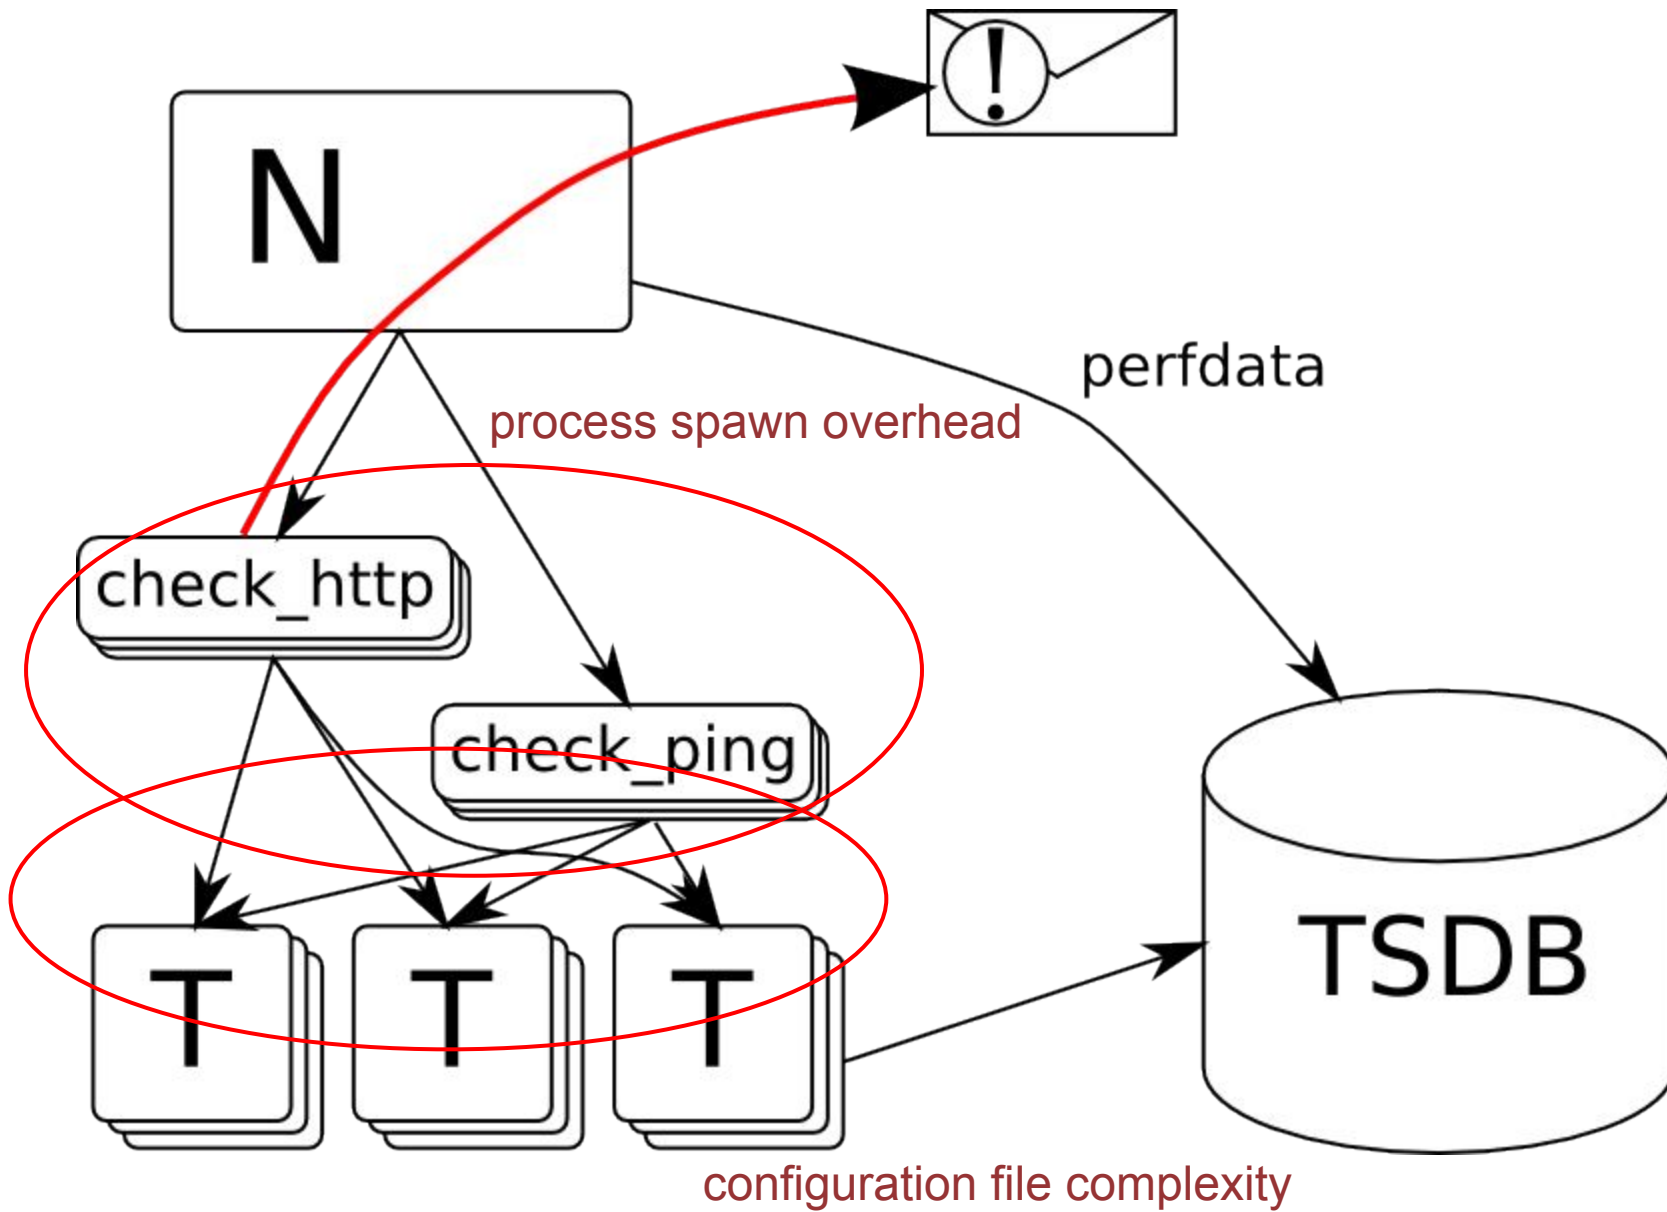 !
N
perfdata
process spawn overhead
check_http
check_ping
T T T
TSDB
configuration file complexity